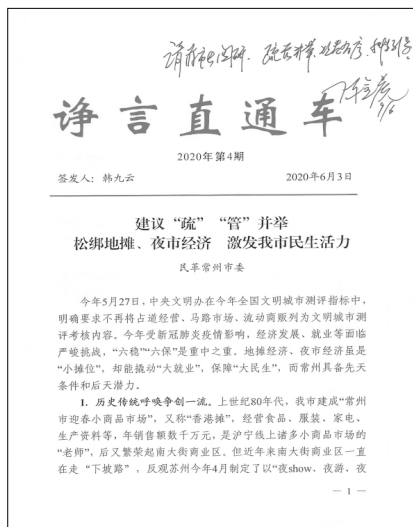 诤言直通车
2020年第4期
签发人：韩九云 2020年6月3日
建议“疏”“管”并举
松绑地摊、夜市经济 激发我市民生活力
民革常州市委
今年5月27日，中央文明办在今年全国文明城市测评指标中，
明确要求不再将占道经营、马路市场、流动商贩列为文明城市测
评考核内容。今年受新冠肺炎疫情影响，经济发展、就业等面临
严峻挑战，“六稳”“六保”是重中之重。地摊经济、夜市经济虽是
“小摊位”，却能撬动“大就业”，保障“大民生”，而常州具备先天
条件和后天潜力。
1. 历史传统呼唤争创一流。上世纪80年代，我市建成“常州
市迎春小商品市场”，又称“香港摊”，经营食品、服装、家电、
生产资料等，年销售额数千万元，是沪宁线上诸多小商品市场的
“老师”，后又繁荣起南大街商业区。但近年来南大街商业区一直
在走“下坡路”，反观苏州今年4月制定了以“夜show、夜游、夜
— 1 —